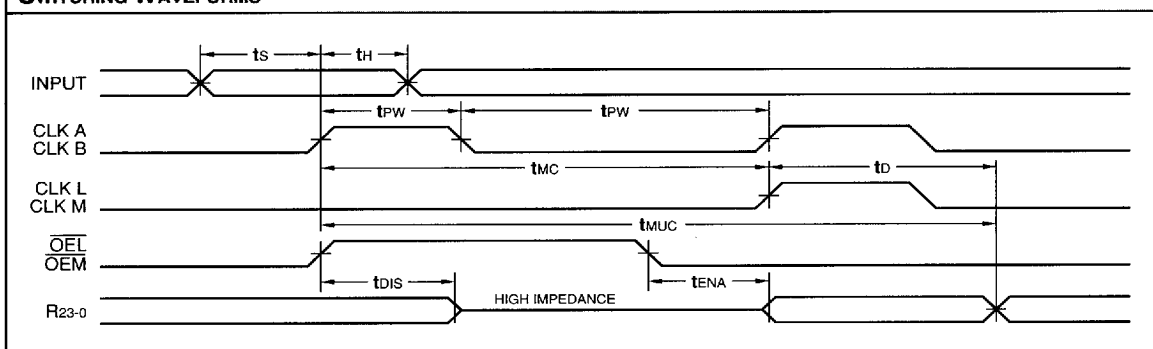 SWITCHING WAVEFORMS
tS tH
INPUT
tPW tPW
CLK A
CLK B
tMC tD
CLK L
CLK M
tMUC
OEL
OEM
tDIS tENA
HIGH IMPEDANCE
R23-0